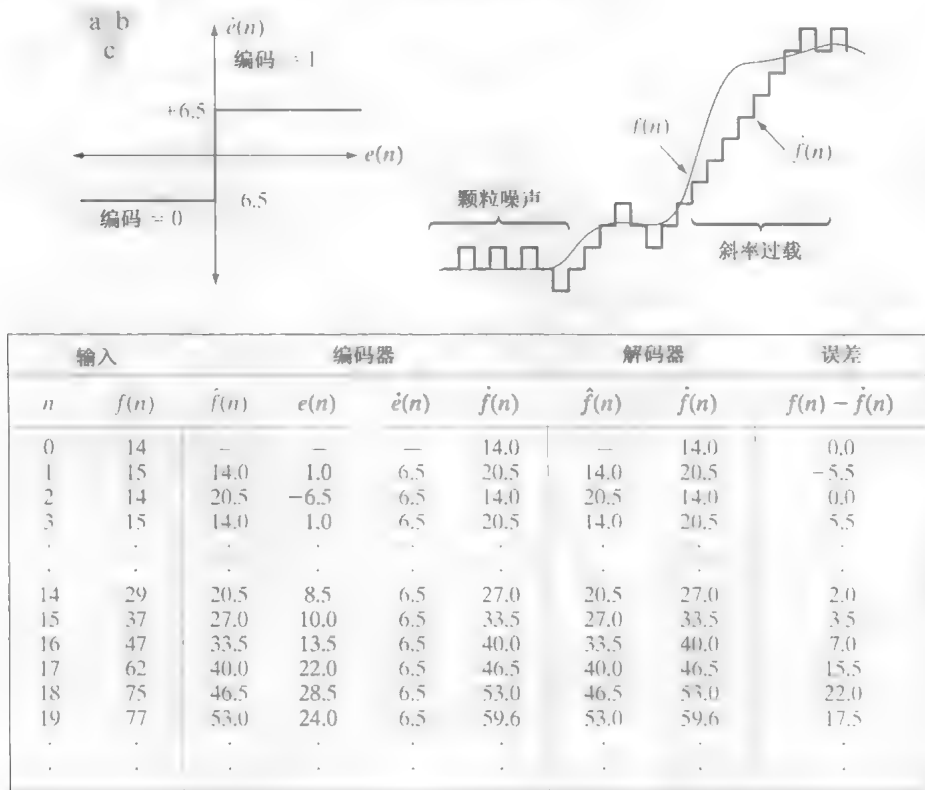 a b
c
ė(n)
编码 = 1
+6.5
e(n)
6.5
编码 = 0
f(n)
ḟ(n)
颗粒噪声
斜率过载
输入 编码器 解码器 误差
n f(n) f̂(n) e(n) ė(n) ḟ(n) f̂(n) ḟ(n) f(n) − ḟ(n)
0 14 — — — 14.0 — 14.0 0.0
1 15 14.0 1.0 6.5 20.5 14.0 20.5 −5.5
2 14 20.5 −6.5 6.5 14.0 20.5 14.0 0.0
3 15 14.0 1.0 6.5 20.5 14.0 20.5 5.5
. . . . . . . . .
. . . . . . . . .
14 29 20.5 8.5 6.5 27.0 20.5 27.0 2.0
15 37 27.0 10.0 6.5 33.5 27.0 33.5 3.5
16 47 33.5 13.5 6.5 40.0 33.5 40.0 7.0
17 62 40.0 22.0 6.5 46.5 40.0 46.5 15.5
18 75 46.5 28.5 6.5 53.0 46.5 53.0 22.0
19 77 53.0 24.0 6.5 59.6 53.0 59.6 17.5
. . . . . . . . .
. . . . . . . . .